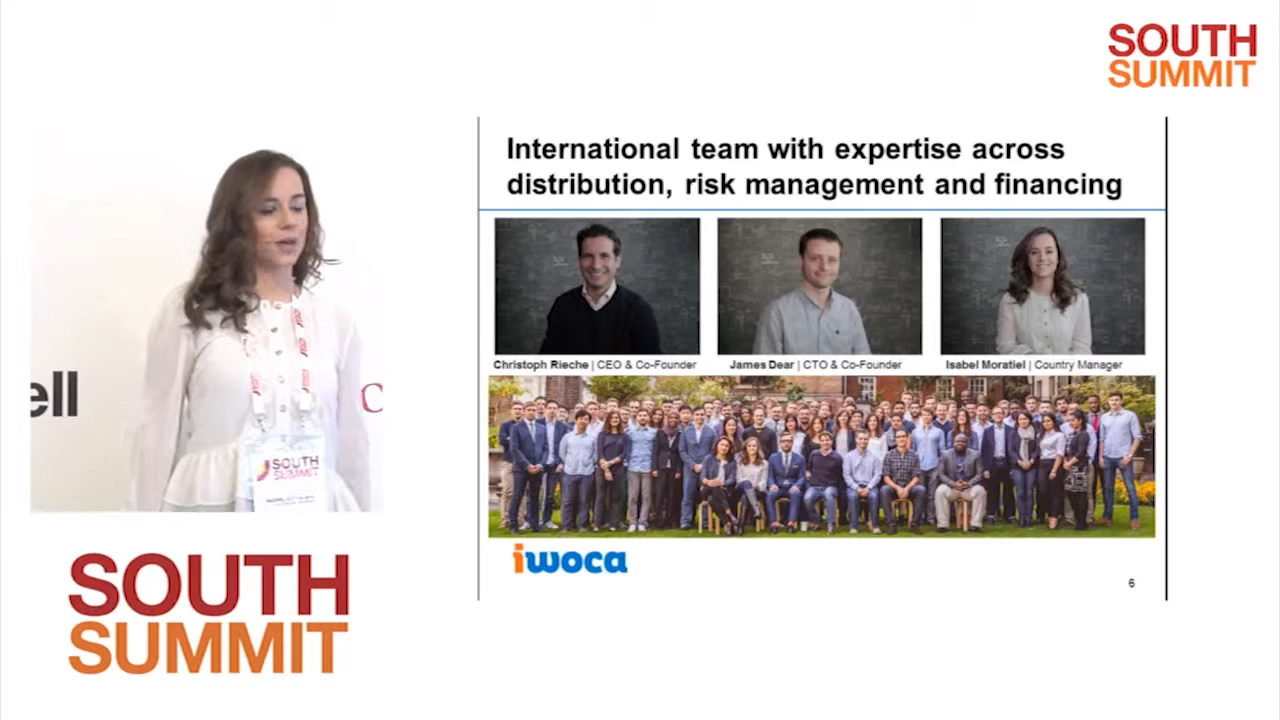 SOUTH
SUMMIT
International team with expertise across
distribution, risk management and financing
Christoph Rieche | CEO & Co-Founder
James Dear | CTO & Co-Founder
Isabel Moratiel | Country Manager
iwoca
6
ell
SOUTH
SUMMIT
SOUTH
SUMMIT